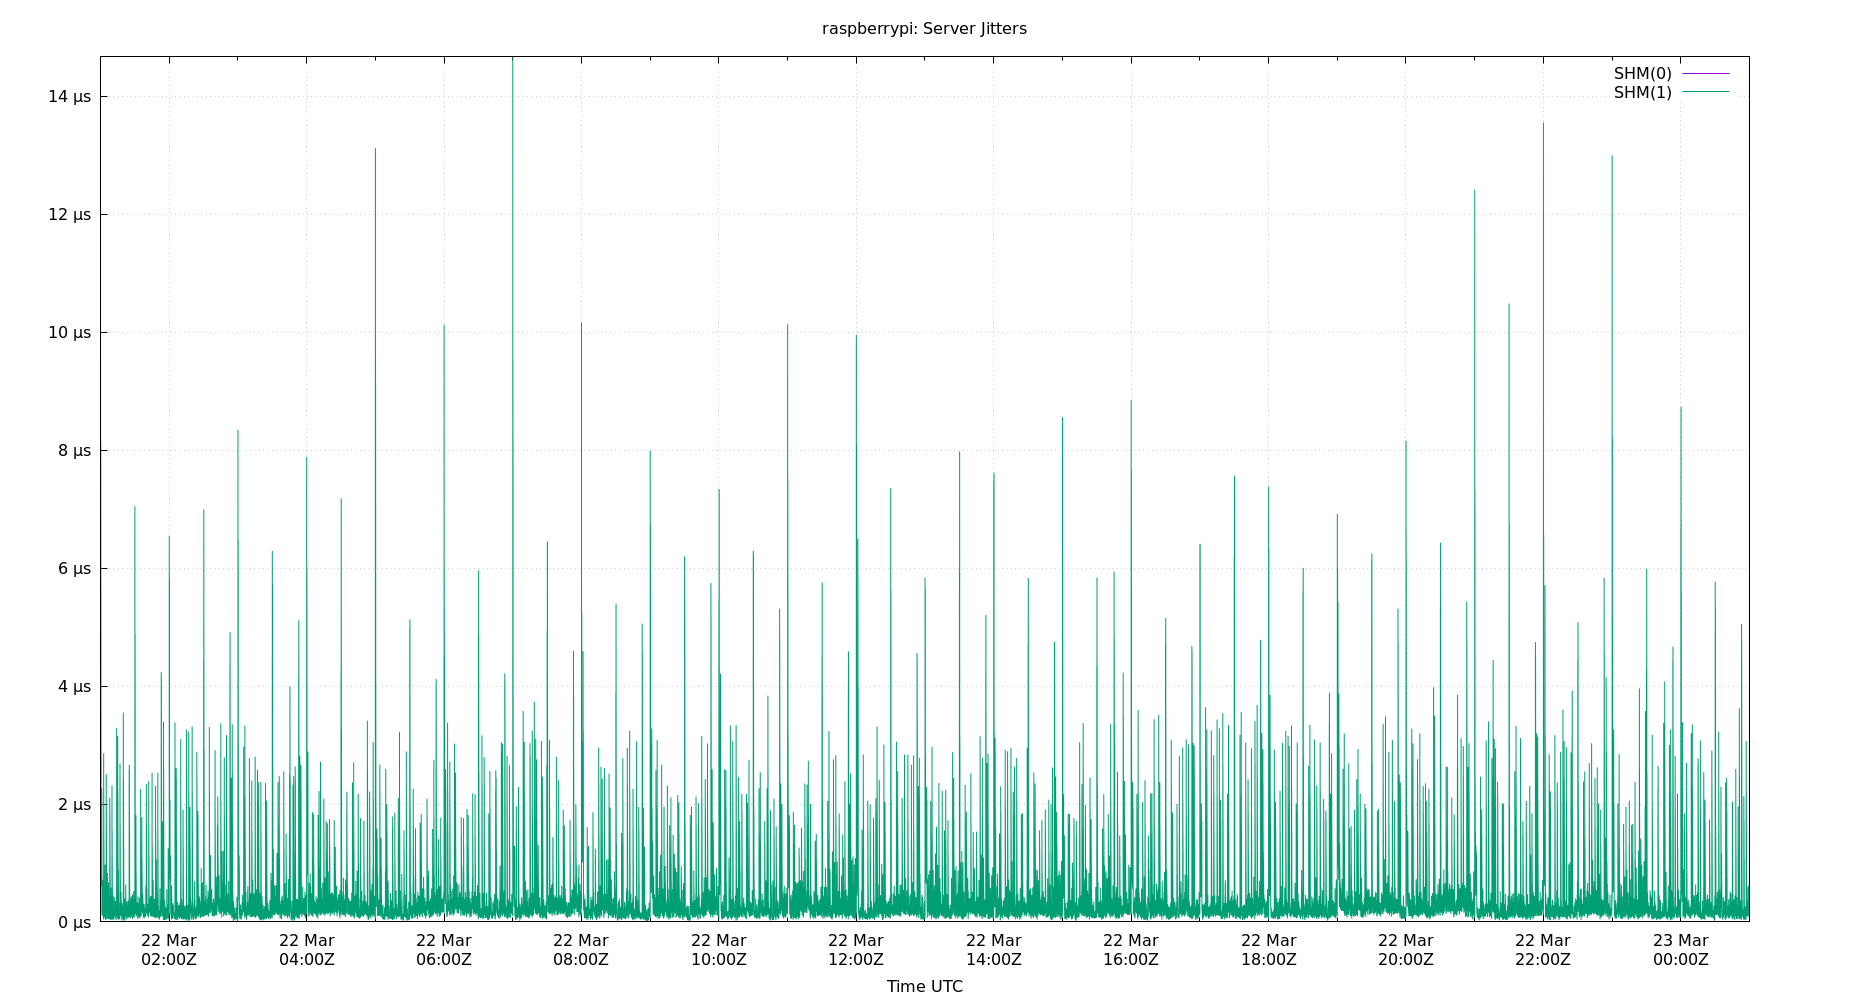 raspberrypi: Server Jitters
SHM(0)
SHM(1)
14 µs
12 µs
10 µs
8 µs
6 µs
4 µs
2 µs
0 µs
22 Mar 22 Mar 22 Mar 22 Mar 22 Mar 22 Mar 22 Mar 22 Mar 22 Mar 22 Mar 22 Mar 23 Mar
02:00Z 04:00Z 06:00Z 08:00Z 10:00Z 12:00Z 14:00Z 16:00Z 18:00Z 20:00Z 22:00Z 00:00Z
Time UTC